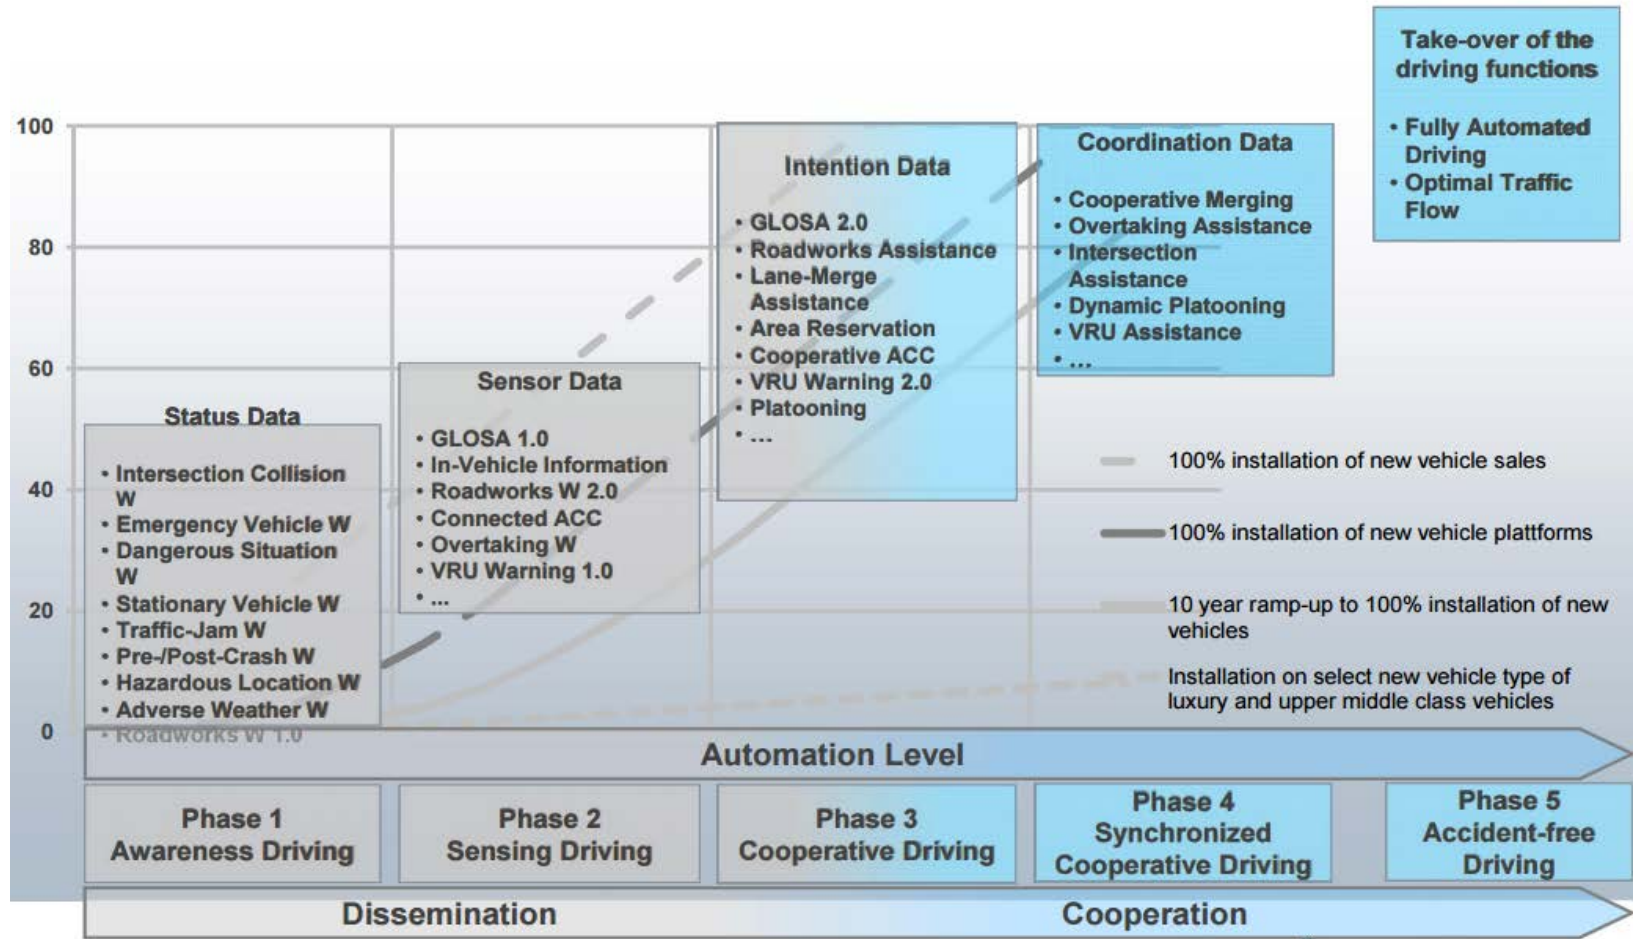 Take-over of the
driving functions
• Fully Automated
Driving
• Optimal Traffic
Flow
100
80
60
40
20
0
Status Data
• Intersection Collision
W
• Emergency Vehicle W
• Dangerous Situation
W
• Stationary Vehicle W
• Traffic-Jam W
• Pre-/Post-Crash W
• Hazardous Location W
• Adverse Weather W
• Roadworks W 1.0
Sensor Data
• GLOSA 1.0
• In-Vehicle Information
• Roadworks W 2.0
• Connected ACC
• Overtaking W
• VRU Warning 1.0
• ...
Intention Data
• GLOSA 2.0
• Roadworks Assistance
• Lane-Merge
Assistance
• Area Reservation
• Cooperative ACC
• VRU Warning 2.0
• Platooning
• ...
Coordination Data
• Cooperative Merging
• Overtaking Assistance
• Intersection
Assistance
• Dynamic Platooning
• VRU Assistance
• ...
100% installation of new vehicle sales
100% installation of new vehicle plattforms
10 year ramp-up to 100% installation of new
vehicles
Installation on select new vehicle type of
luxury and upper middle class vehicles
Automation Level
Phase 1
Awareness Driving
Phase 2
Sensing Driving
Phase 3
Cooperative Driving
Phase 4
Synchronized
Cooperative Driving
Phase 5
Accident-free
Driving
Dissemination
Cooperation